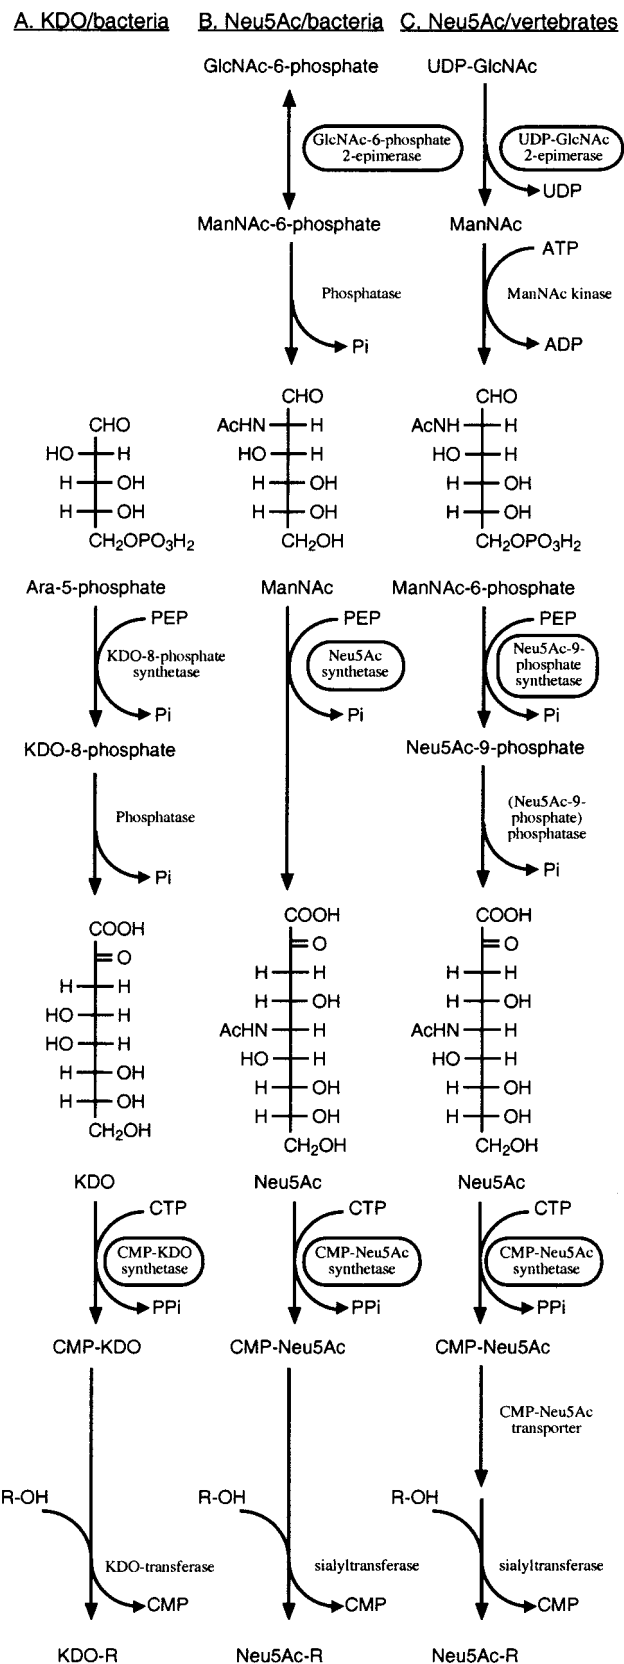 A. KDO/bacteria B. Neu5Ac/bacteria C. Neu5Ac/vertebrates
GlcNAc-6-phosphate UDP-GlcNAc
GlcNAc-6-phosphate
2-epimerase
UDP-GlcNAc
2-epimerase
UDP
ManNAc-6-phosphate ManNAc
ATP
Phosphatase ManNAc kinase
Pi ADP
CHO CHO
AcHN H AcNH H
CHO
HO H HO H HO H
H OH H OH H OH
H OH H OH H OH
CH2OPO3H2 CH2OH CH2OPO3H2
Ara-5-phosphate ManNAc ManNAc-6-phosphate
PEP PEP PEP
KDO-8-phosphate
synthetase
Neu5Ac
synthetase
Neu5Ac-9-
phosphate
synthetase
Pi Pi Pi
KDO-8-phosphate Neu5Ac-9-phosphate
Phosphatase
(Neu5Ac-9-
phosphate)
phosphatase
Pi Pi
COOH COOH COOH
O O O
H H H H H H
HO H H OH H OH
HO H AcHN H AcHN H
H OH HO H HO H
H OH H OH H OH
H OH H OH
CH2OH CH2OH CH2OH
KDO Neu5Ac Neu5Ac
CTP CTP CTP
CMP-KDO
synthetase
CMP-Neu5Ac
synthetase
CMP-Neu5Ac
synthetase
PPi PPi PPi
CMP-KDO CMP-Neu5Ac CMP-Neu5Ac
CMP-Neu5Ac
transporter
R-OH R-OH R-OH
KDO-transferase sialyltransferase sialyltransferase
CMP CMP CMP
KDO-R Neu5Ac-R Neu5Ac-R